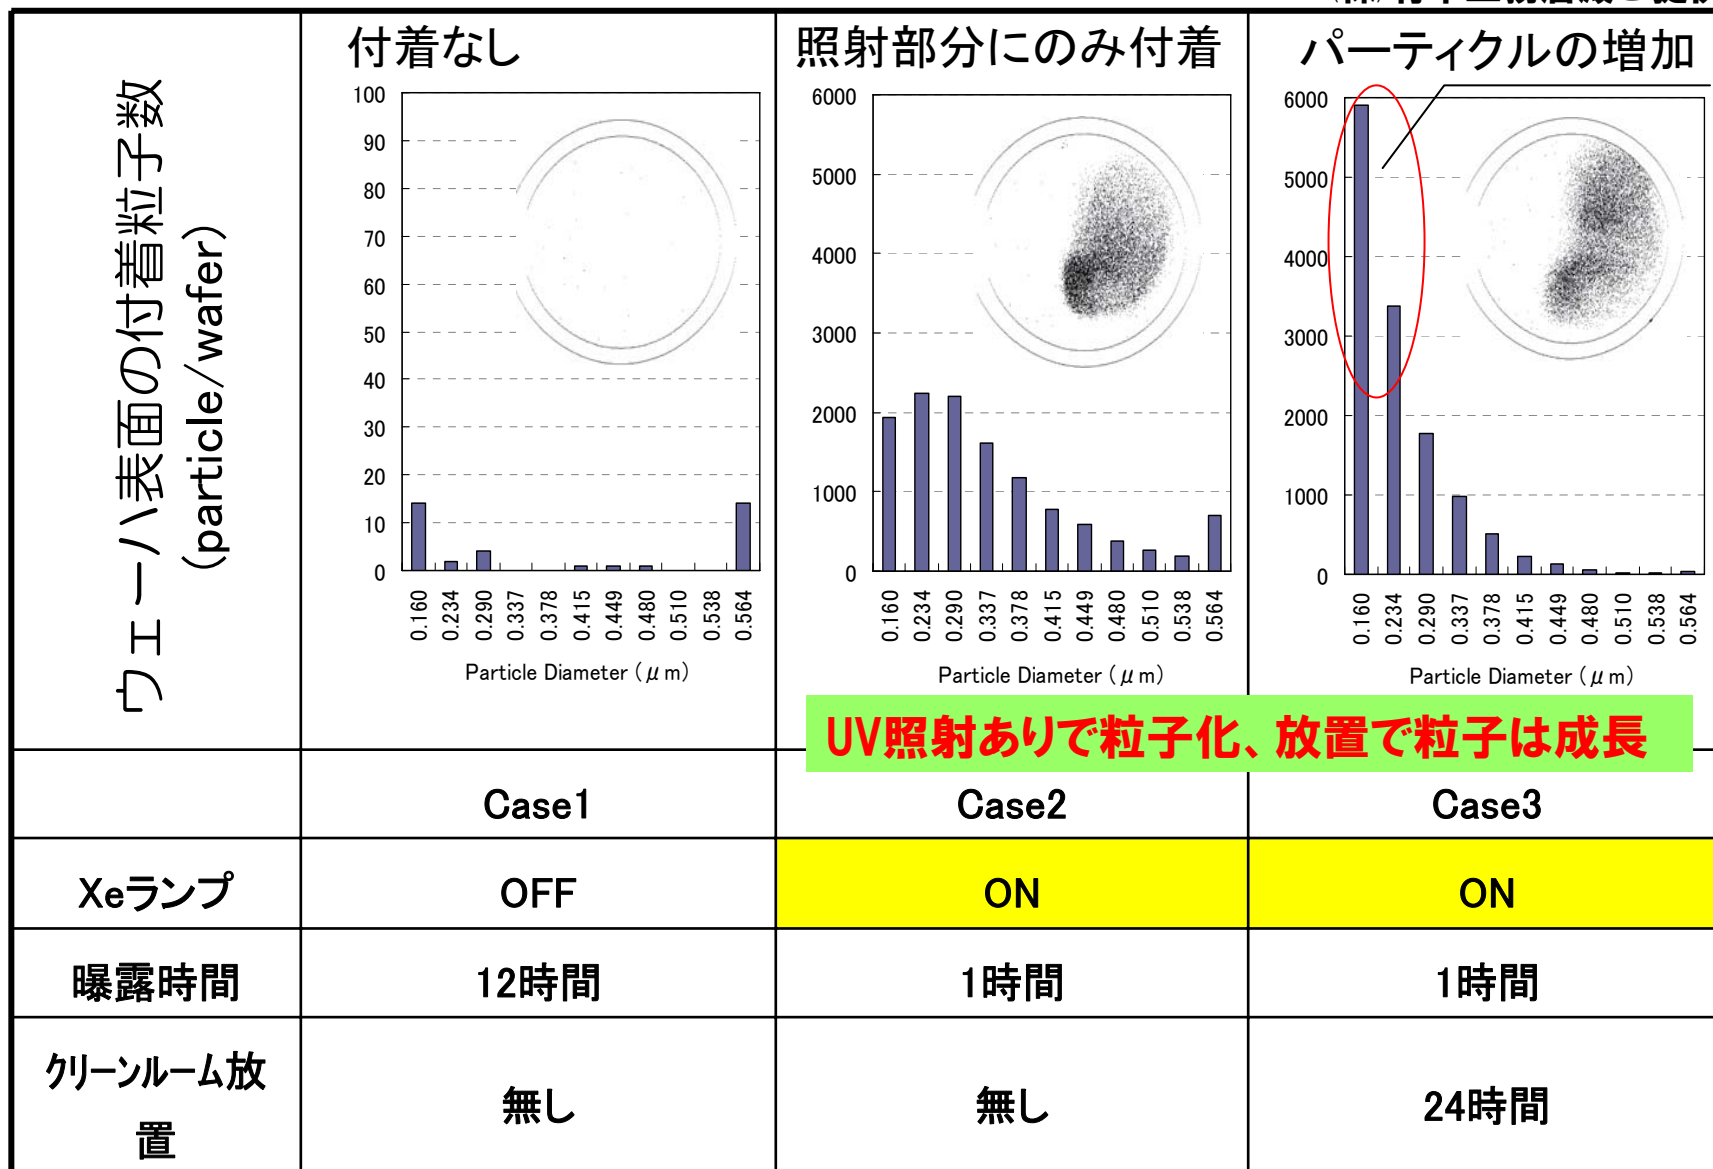 付着なし
照射部分にのみ付着
パーティクルの増加
ウェーハ表面の付着粒子数
(particle/wafer)
100
90
80
70
60
50
40
30
20
10
0
0.160
0.234
0.290
0.337
0.378
0.415
0.449
0.480
0.510
0.538
0.564
Particle Diameter (μm)
6000
5000
4000
3000
2000
1000
0
0.160
0.234
0.290
0.337
0.378
0.415
0.449
0.480
0.510
0.538
0.564
Particle Diameter (μm)
6000
5000
4000
3000
2000
1000
0
0.160
0.234
0.290
0.337
0.378
0.415
0.449
0.480
0.510
0.538
0.564
Particle Diameter (μm)
UV照射ありで粒子化、放置で粒子は成長
Case1
Case2
Case3
Xeランプ
OFF
ON
ON
曝露時間
12時間
1時間
1時間
クリーンルーム放
置
無し
無し
24時間